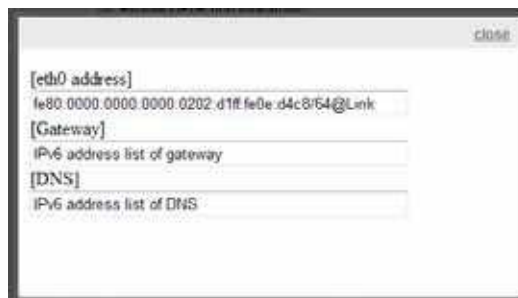 close
[eth0 address]
fe80:0000:0000:0000:0202:d1ff:fe0e:d4c8/64@Link
[Gateway]
IPv6 address list of gateway
[DNS]
IPv6 address list of DNS